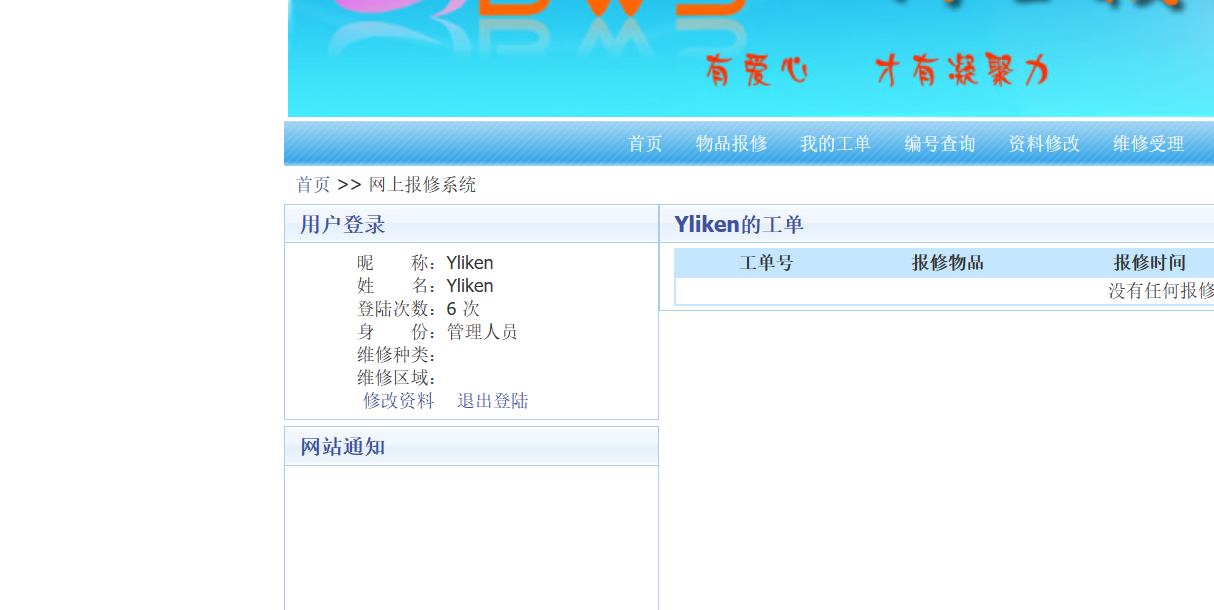 有爱心 才有凝聚力
首页 物品报修 我的工单 编号查询 资料修改 维修受理
首页 >> 网上报修系统
用户登录
昵 称：Yliken
姓 名：Yliken
登陆次数：6 次
身 份：管理人员
维修种类：
维修区域：
修改资料 退出登陆
网站通知
Yliken的工单
工单号 报修物品 报修时间
没有任何报修